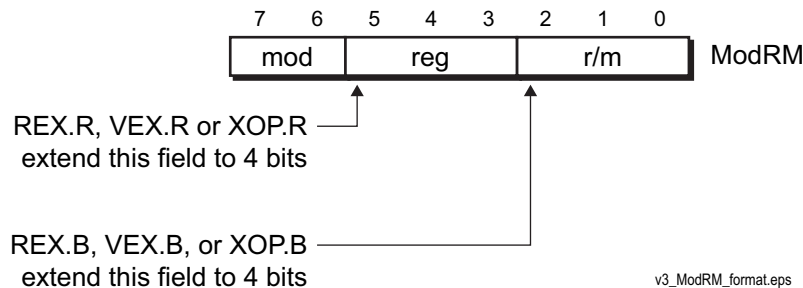 7 6 5 4 3 2 1 0
mod reg r/m ModRM
REX.R, VEX.R or XOP.R
extend this field to 4 bits
REX.B, VEX.B, or XOP.B
extend this field to 4 bits
v3_ModRM_format.eps